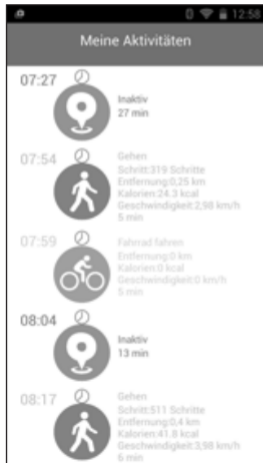 12:58
Meine Aktivitäten
07:27
Inaktiv
27 min
07:54
Gehen
Schritt:319 Schritte
Entfernung:0,25 km
Kalorien:24.3 kcal
Geschwindigkeit:2,98 km/h
5 min
07:59
Fahrrad fahren
Entfernung:0 km
Kalorien:0 kcal
Geschwindigkeit:0 km/h
5 min
08:04
Inaktiv
13 min
08:17
Gehen
Schritt:511 Schritte
Entfernung:0,4 km
Kalorien:41.8 kcal
Geschwindigkeit:3,98 km/h
6 min